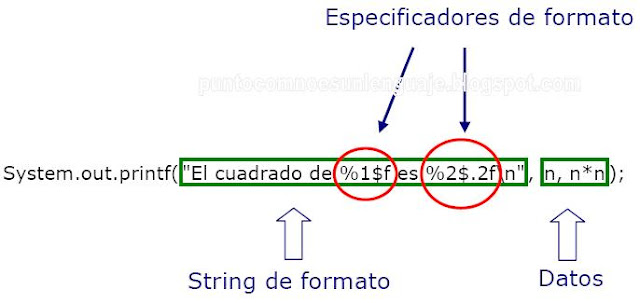 Especificadores de formato
puntocomnoesunlenguaje.blogspot.com
System.out.printf("El cuadrado de %1$f es %2$.2f\n", n, n*n);
String de formato
Datos